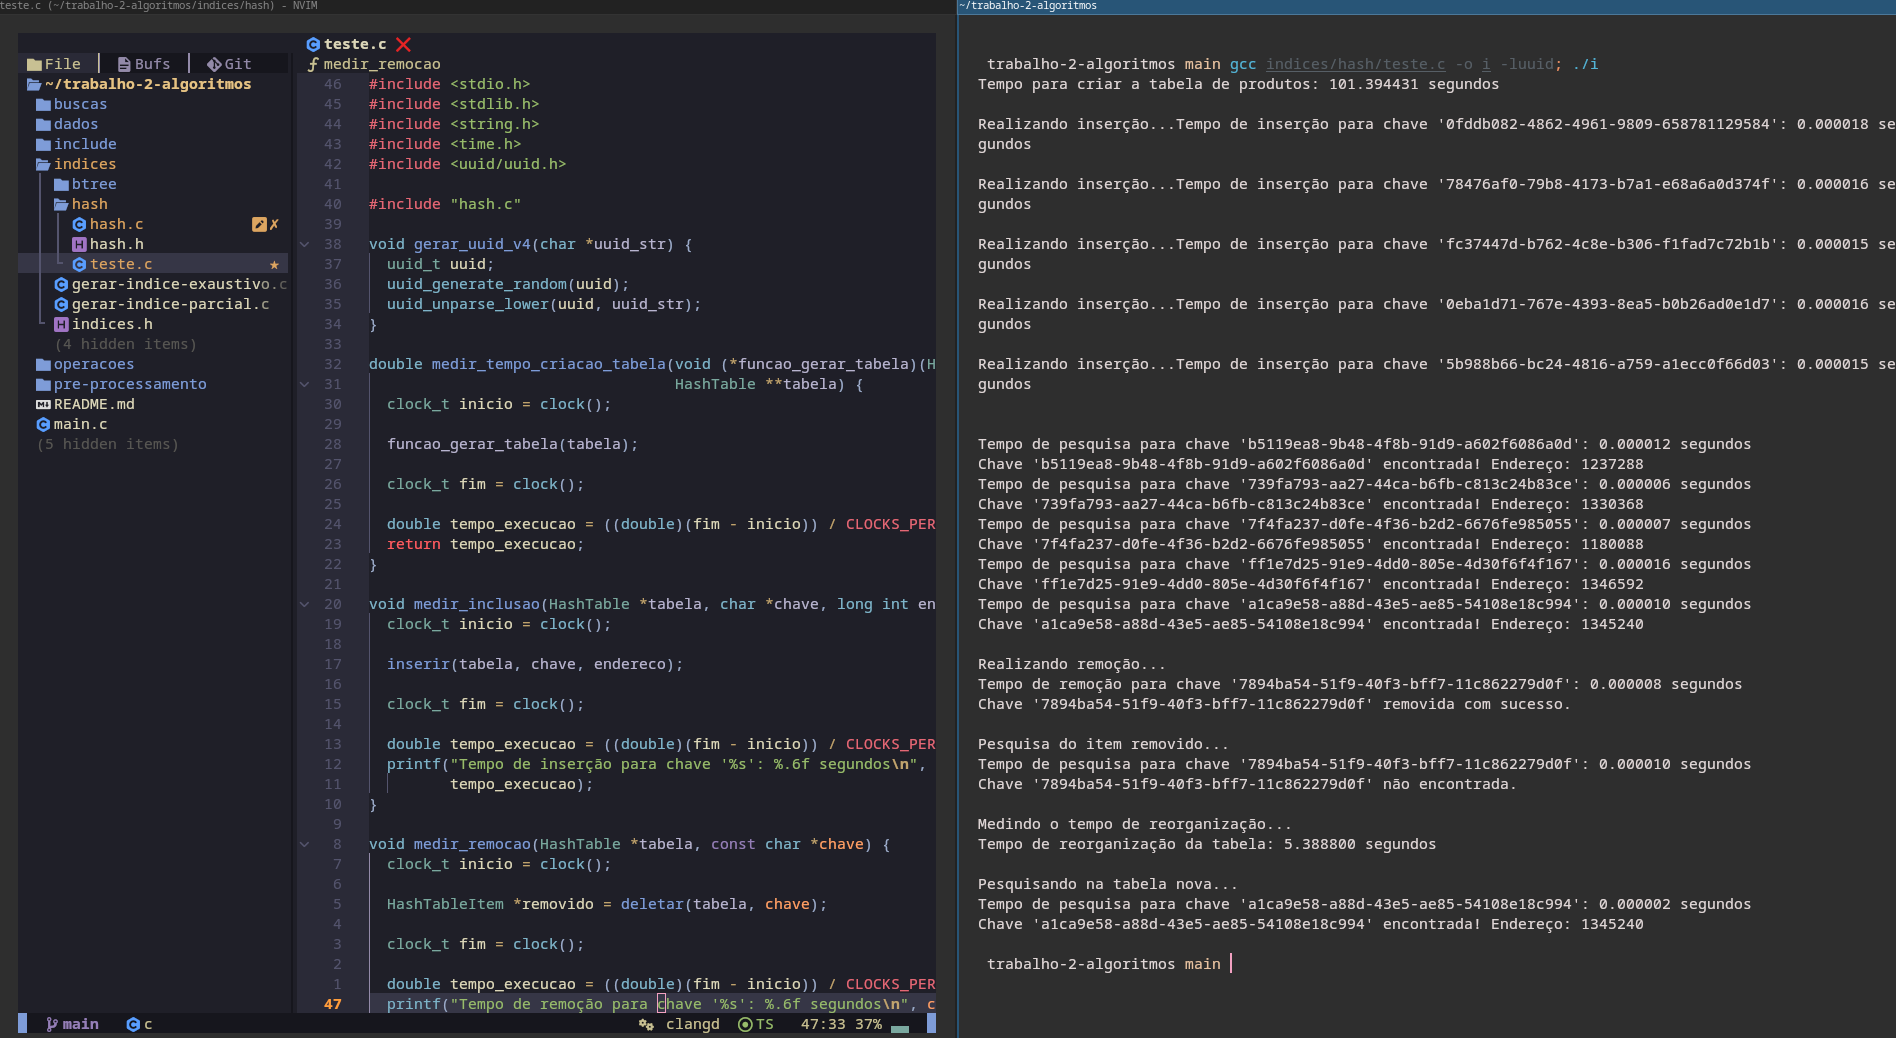 teste.c (~/trabalho-2-algoritmos/indices/hash) - NVIM
File Bufs Git
~/trabalho-2-algoritmos
buscas
dados
include
indices
btree
hash
hash.c ✗
hash.h
teste.c ★
gerar-indice-exaustivo.c
gerar-indice-parcial.c
indices.h
(4 hidden items)
operacoes
pre-processamento
README.md
main.c
(5 hidden items)
teste.c
medir_remocao
46 #include <stdio.h>
45 #include <stdlib.h>
44 #include <string.h>
43 #include <time.h>
42 #include <uuid/uuid.h>
41
40 #include "hash.c"
39
38 void gerar_uuid_v4(char *uuid_str) {
37 uuid_t uuid;
36 uuid_generate_random(uuid);
35 uuid_unparse_lower(uuid, uuid_str);
34 }
33
32 double medir_tempo_criacao_tabela(void (*funcao_gerar_tabela)(H
31 HashTable **tabela) {
30 clock_t inicio = clock();
29
28 funcao_gerar_tabela(tabela);
27
26 clock_t fim = clock();
25
24 double tempo_execucao = ((double)(fim - inicio)) / CLOCKS_PER
23 return tempo_execucao;
22 }
21
20 void medir_inclusao(HashTable *tabela, char *chave, long int en
19 clock_t inicio = clock();
18
17 inserir(tabela, chave, endereco);
16
15 clock_t fim = clock();
14
13 double tempo_execucao = ((double)(fim - inicio)) / CLOCKS_PER
12 printf("Tempo de inserção para chave '%s': %.6f segundos\n",
11 tempo_execucao);
10 }
9
8 void medir_remocao(HashTable *tabela, const char *chave) {
7 clock_t inicio = clock();
6
5 HashTableItem *removido = deletar(tabela, chave);
4
3 clock_t fim = clock();
2
1 double tempo_execucao = ((double)(fim - inicio)) / CLOCKS_PER
47 printf("Tempo de remoção para chave '%s': %.6f segundos\n", c
main c clangd TS 47:33 37%
~/trabalho-2-algoritmos
trabalho-2-algoritmos main gcc indices/hash/teste.c -o i -luuid; ./i
Tempo para criar a tabela de produtos: 101.394431 segundos
Realizando inserção...Tempo de inserção para chave '0fddb082-4862-4961-9809-658781129584': 0.000018 se
gundos
Realizando inserção...Tempo de inserção para chave '78476af0-79b8-4173-b7a1-e68a6a0d374f': 0.000016 se
gundos
Realizando inserção...Tempo de inserção para chave 'fc37447d-b762-4c8e-b306-f1fad7c72b1b': 0.000015 se
gundos
Realizando inserção...Tempo de inserção para chave '0eba1d71-767e-4393-8ea5-b0b26ad0e1d7': 0.000016 se
gundos
Realizando inserção...Tempo de inserção para chave '5b988b66-bc24-4816-a759-a1ecc0f66d03': 0.000015 se
gundos
Tempo de pesquisa para chave 'b5119ea8-9b48-4f8b-91d9-a602f6086a0d': 0.000012 segundos
Chave 'b5119ea8-9b48-4f8b-91d9-a602f6086a0d' encontrada! Endereço: 1237288
Tempo de pesquisa para chave '739fa793-aa27-44ca-b6fb-c813c24b83ce': 0.000006 segundos
Chave '739fa793-aa27-44ca-b6fb-c813c24b83ce' encontrada! Endereço: 1330368
Tempo de pesquisa para chave '7f4fa237-d0fe-4f36-b2d2-6676fe985055': 0.000007 segundos
Chave '7f4fa237-d0fe-4f36-b2d2-6676fe985055' encontrada! Endereço: 1180088
Tempo de pesquisa para chave 'ff1e7d25-91e9-4dd0-805e-4d30f6f4f167': 0.000016 segundos
Chave 'ff1e7d25-91e9-4dd0-805e-4d30f6f4f167' encontrada! Endereço: 1346592
Tempo de pesquisa para chave 'a1ca9e58-a88d-43e5-ae85-54108e18c994': 0.000010 segundos
Chave 'a1ca9e58-a88d-43e5-ae85-54108e18c994' encontrada! Endereço: 1345240
Realizando remoção...
Tempo de remoção para chave '7894ba54-51f9-40f3-bff7-11c862279d0f': 0.000008 segundos
Chave '7894ba54-51f9-40f3-bff7-11c862279d0f' removida com sucesso.
Pesquisa do item removido...
Tempo de pesquisa para chave '7894ba54-51f9-40f3-bff7-11c862279d0f': 0.000010 segundos
Chave '7894ba54-51f9-40f3-bff7-11c862279d0f' não encontrada.
Medindo o tempo de reorganização...
Tempo de reorganização da tabela: 5.388800 segundos
Pesquisando na tabela nova...
Tempo de pesquisa para chave 'a1ca9e58-a88d-43e5-ae85-54108e18c994': 0.000002 segundos
Chave 'a1ca9e58-a88d-43e5-ae85-54108e18c994' encontrada! Endereço: 1345240
trabalho-2-algoritmos main